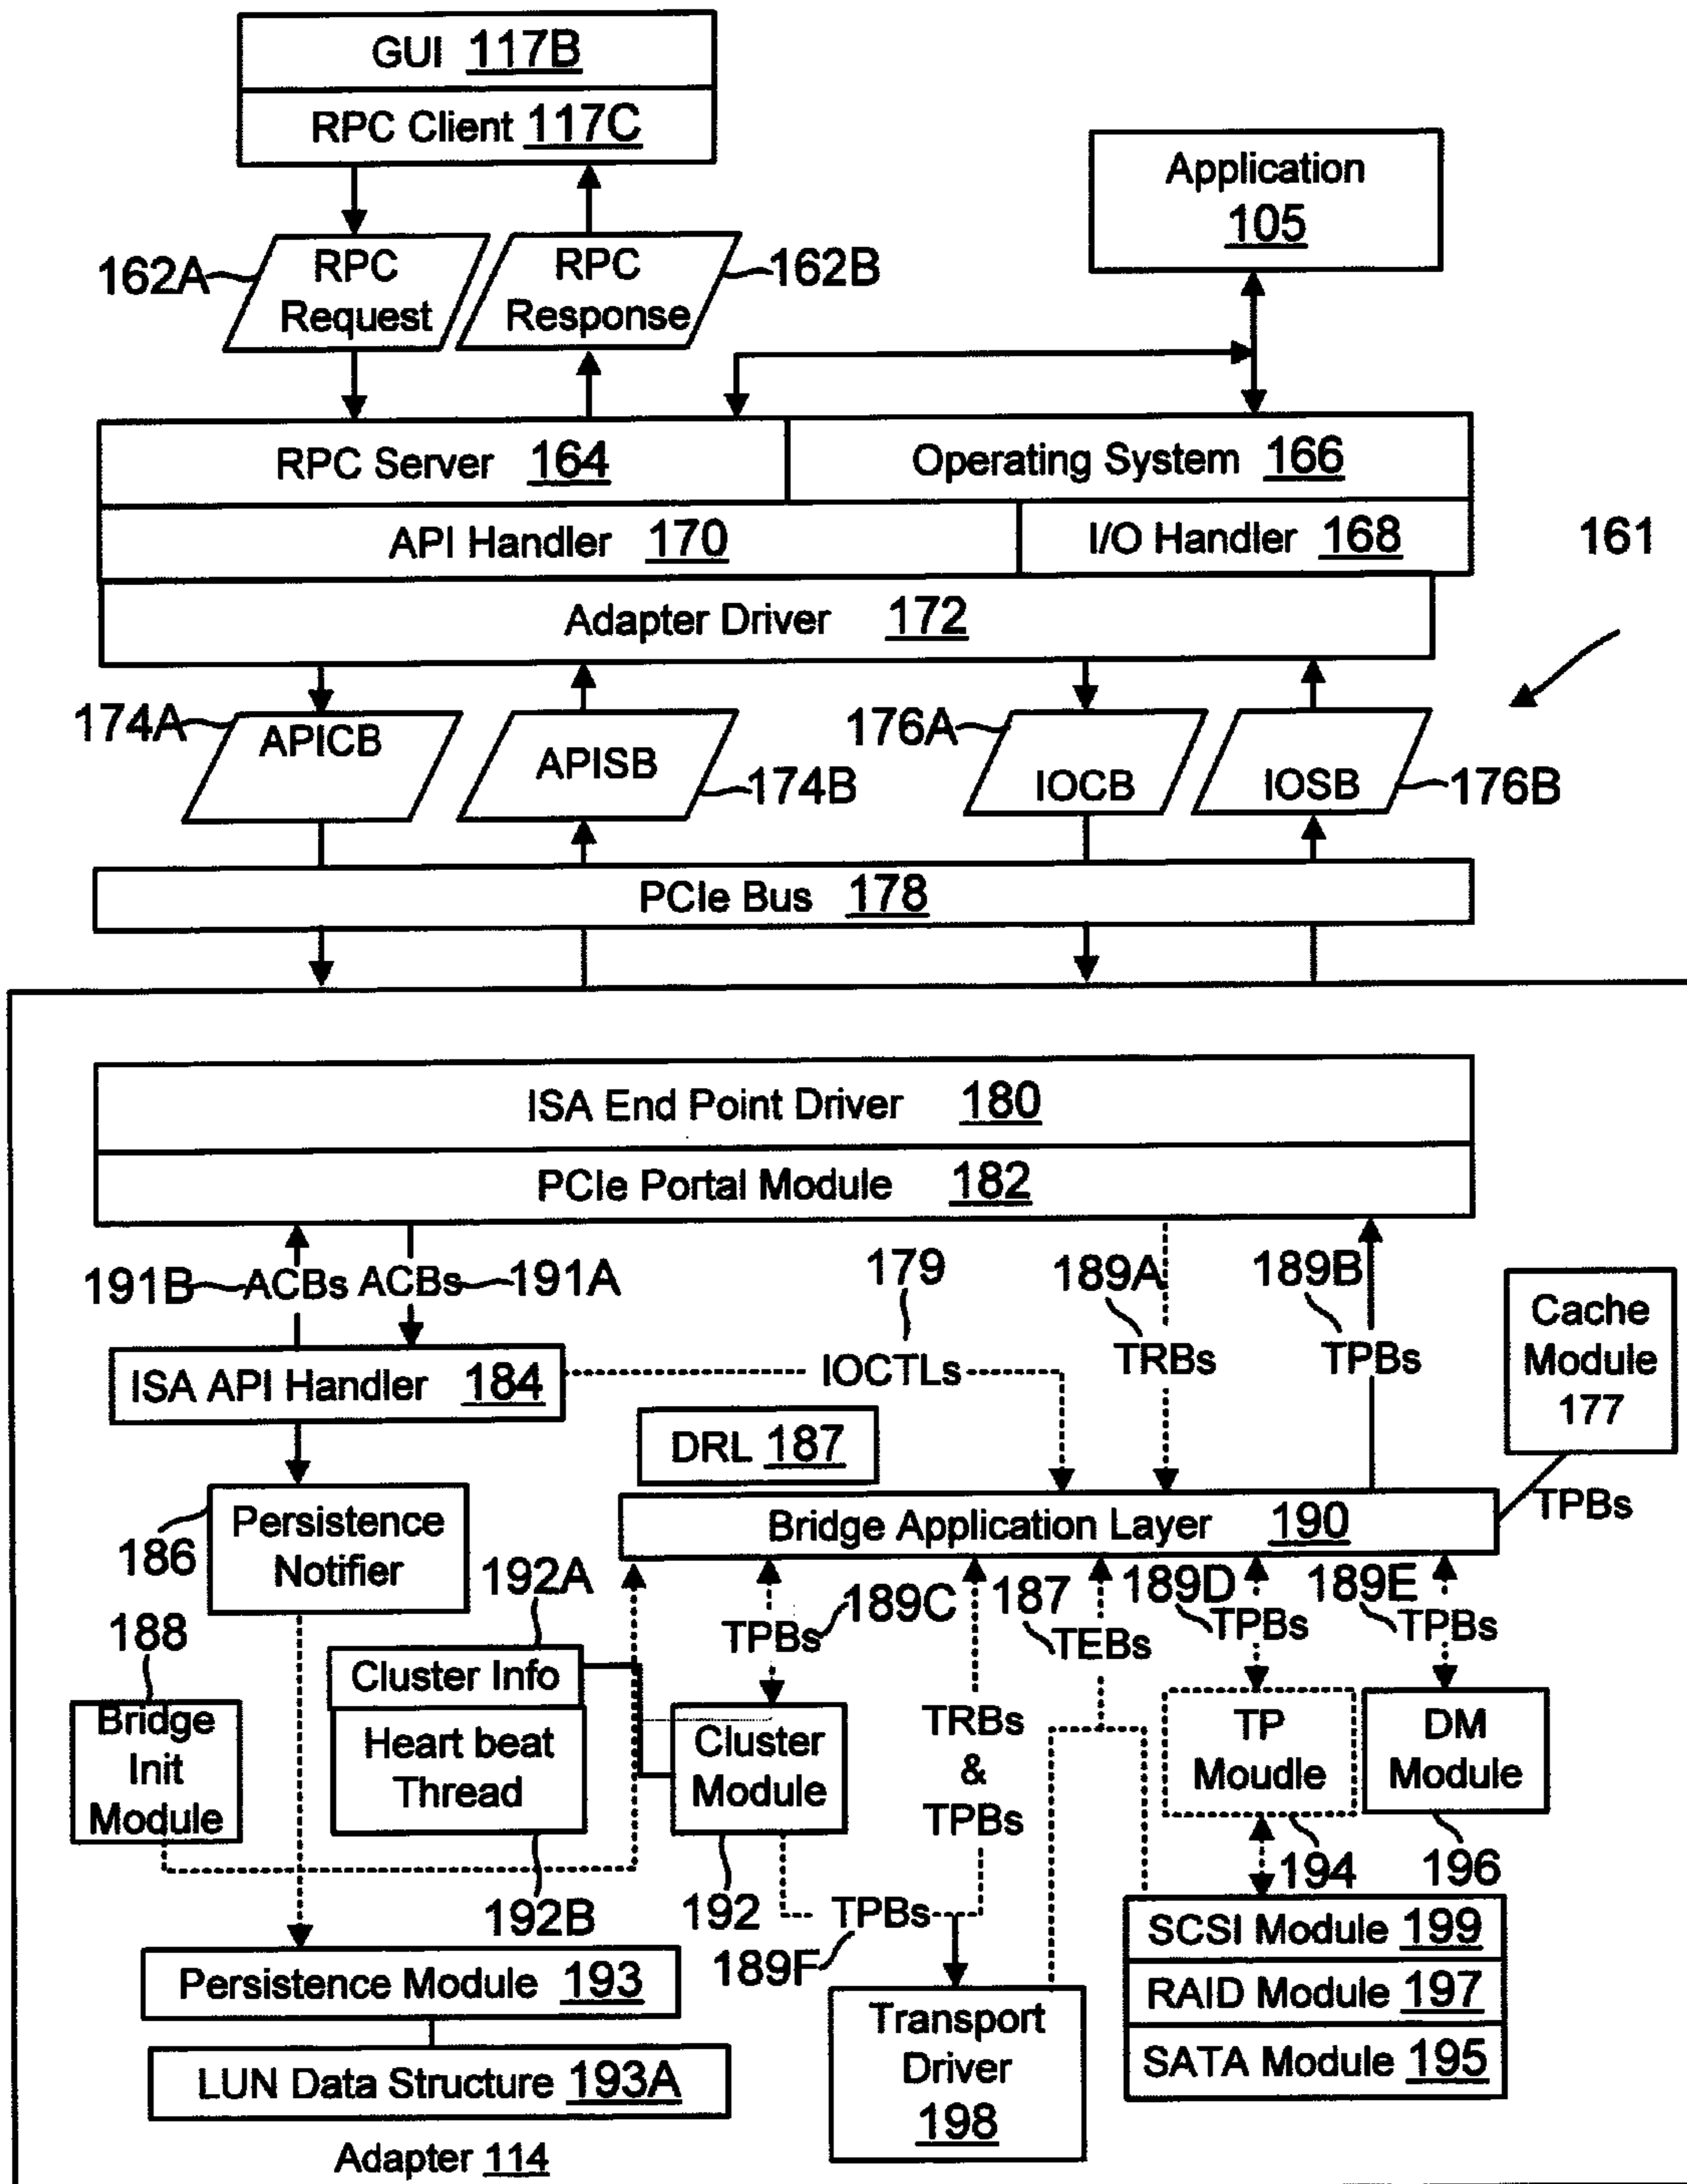 GUI 117B
RPC Client 117C
Application
105
162A
RPC
Request
RPC
Response
162B
RPC Server 164
Operating System 166
API Handler 170
I/O Handler 168
161
Adapter Driver 172
174A
APICB
APISB
174B
176A
IOCB
IOSB
176B
PCIe Bus 178
ISA End Point Driver 180
PCIe Portal Module 182
191B
ACBs
ACBs
191A
179
189A
189B
Cache
Module
177
ISA API Handler 184
IOCTLs
TRBs
TPBs
DRL 187
TPBs
186
Persistence
Notifier
Bridge Application Layer 190
192A
189C
187
189D
189E
188
TPBs
TEBs
TPBs
TPBs
Cluster Info
Heart beat
Thread
Bridge
Init
Module
Cluster
Module
TRBs
&
TPBs
TP
Moudle
DM
Module
192B
192
TPBs
189F
194
196
SCSI Module 199
RAID Module 197
SATA Module 195
Persistence Module 193
LUN Data Structure 193A
Transport
Driver
198
Adapter 114